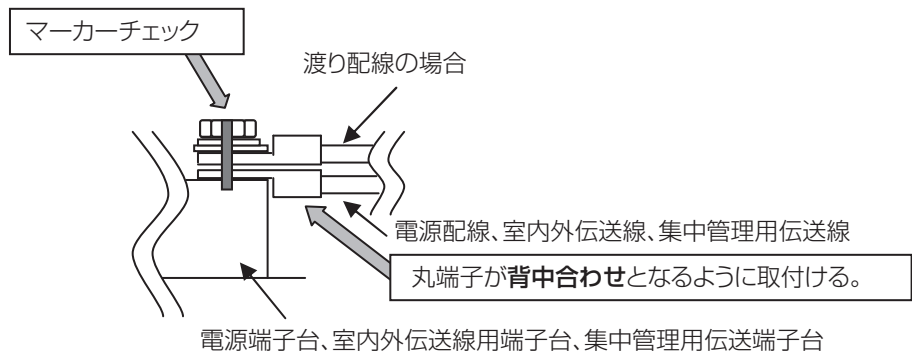 マーカーチェック
渡り配線の場合
電源配線、室内外伝送線、集中管理用伝送線
丸端子が背中合わせとなるように取付ける。
電源端子台、室内外伝送線用端子台、集中管理用伝送端子台